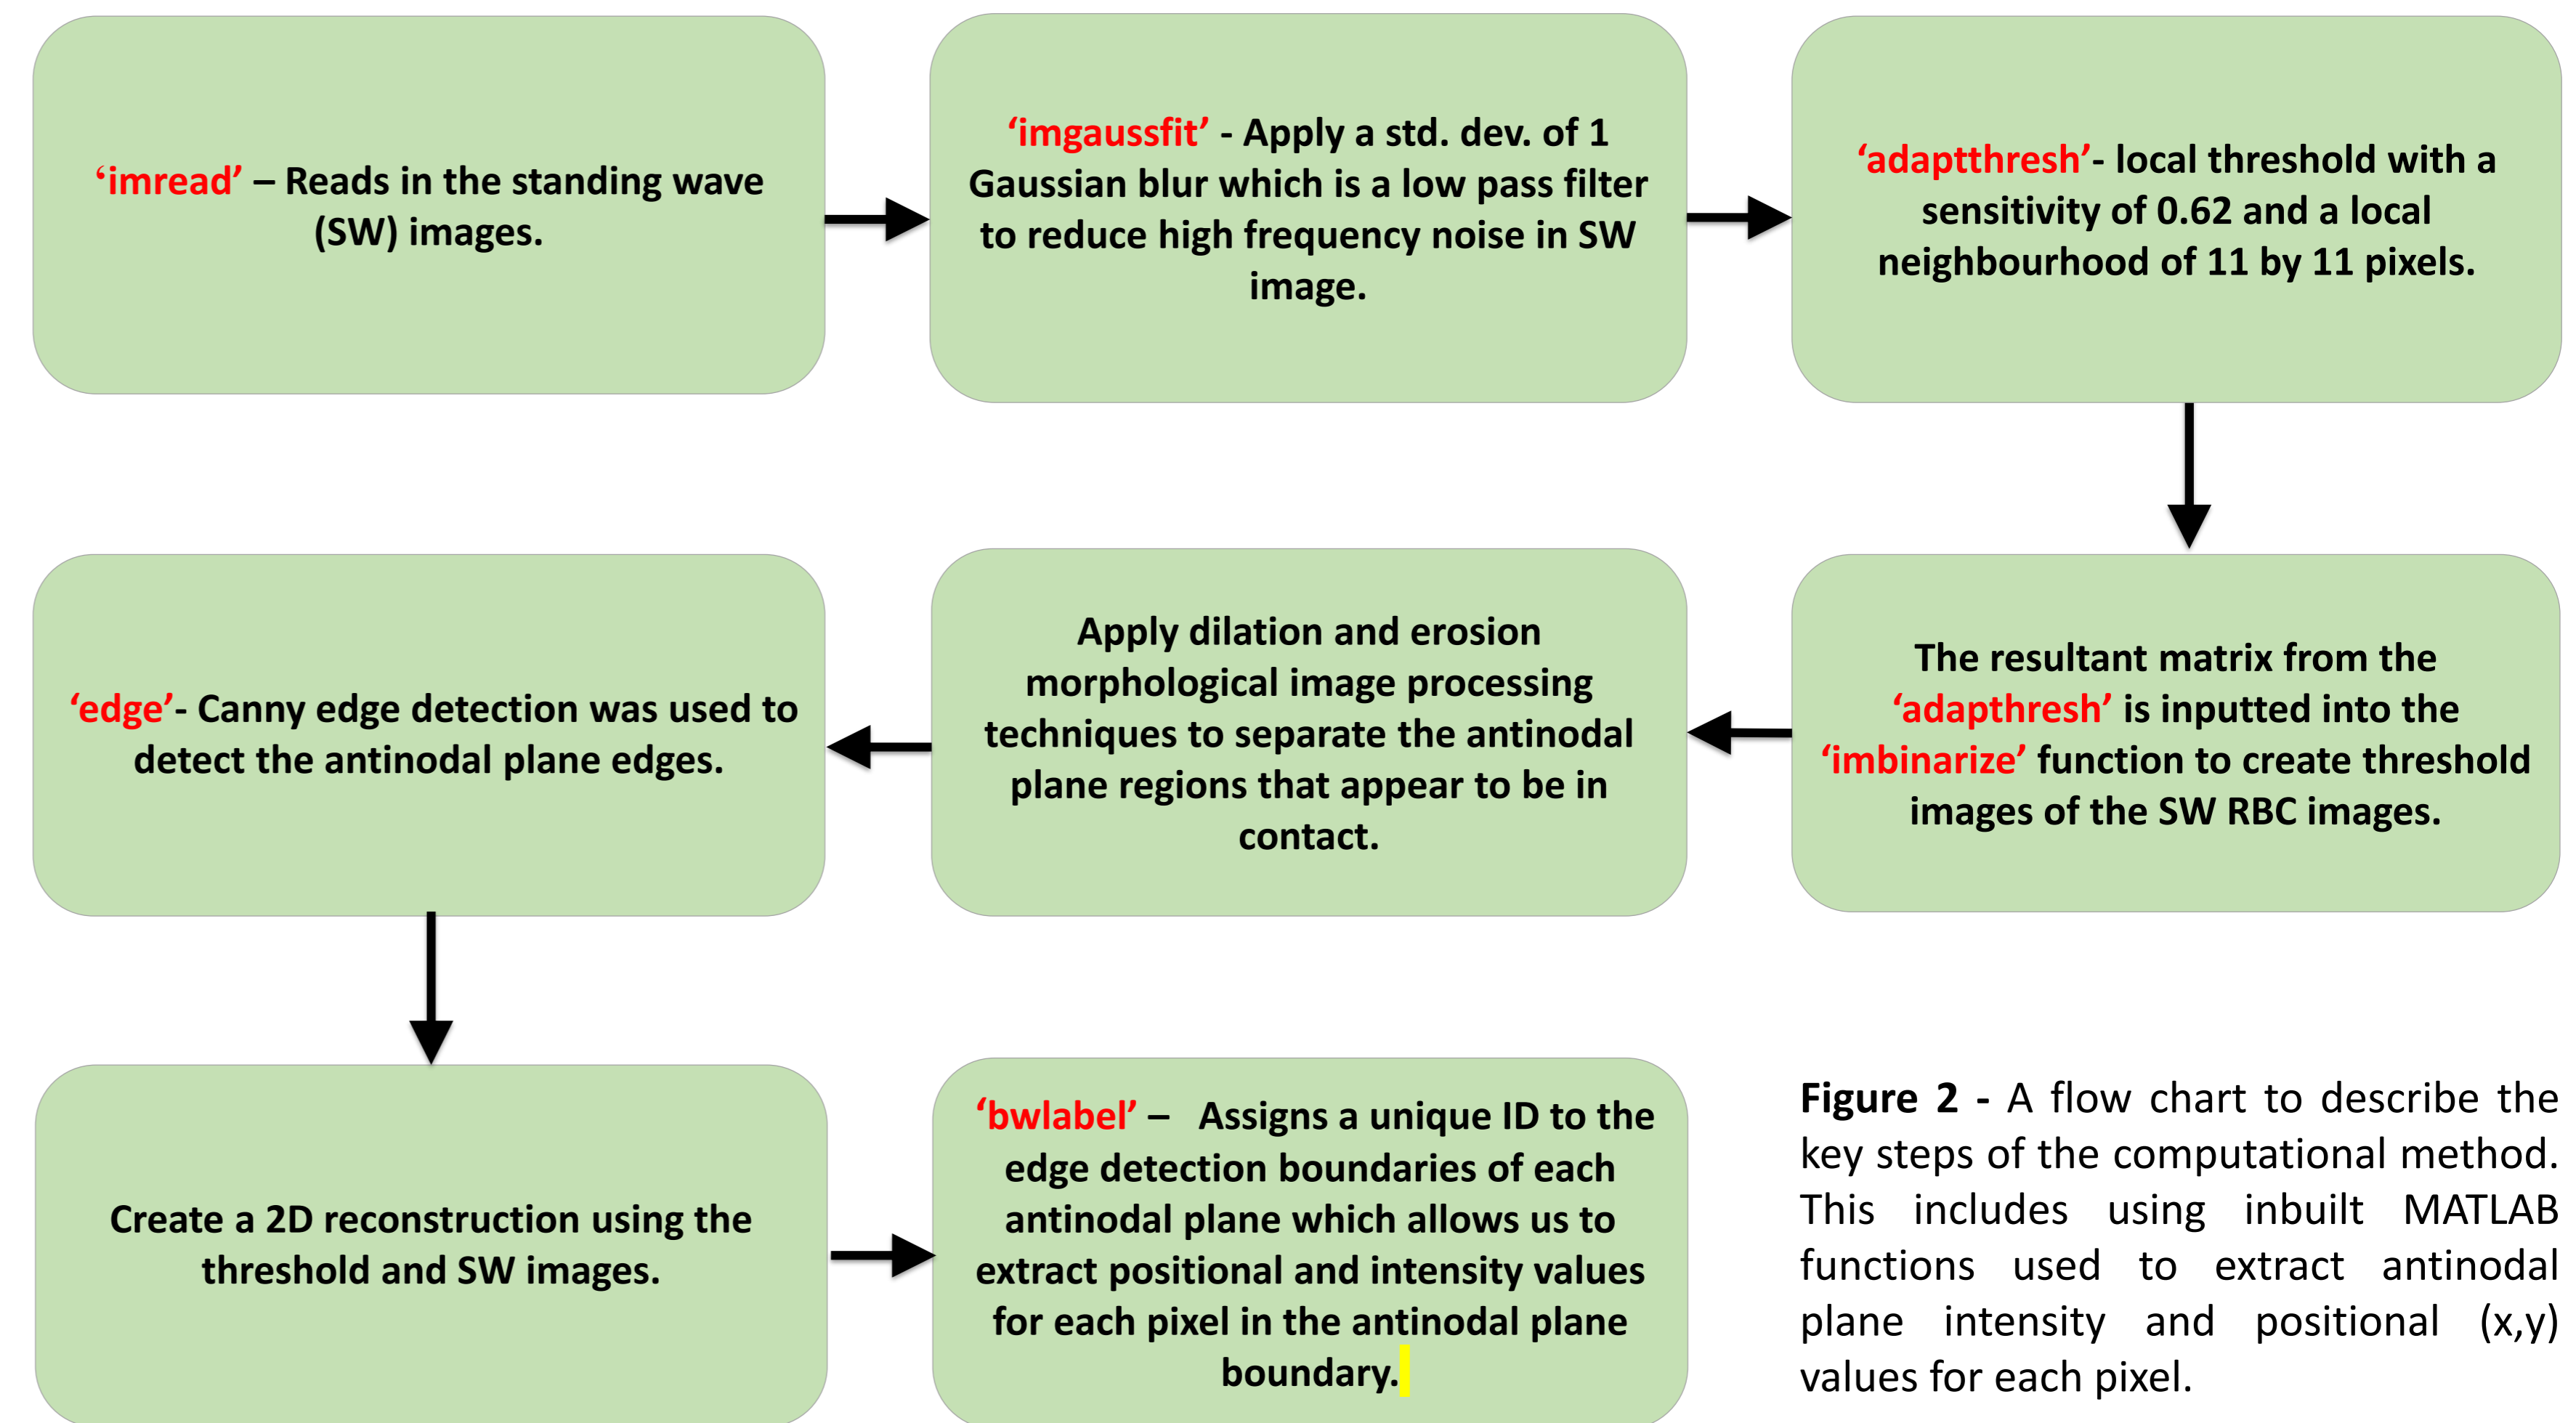 ‘imread’ – Reads in the standing wave
(SW) images.
‘imgaussfit’ - Apply a std. dev. of 1
Gaussian blur which is a low pass filter
to reduce high frequency noise in SW
image.
‘adaptthresh’- local threshold with a
sensitivity of 0.62 and a local
neighbourhood of 11 by 11 pixels.
The resultant matrix from the
‘adapthresh’ is inputted into the
‘imbinarize’ function to create threshold
images of the SW RBC images.
Apply dilation and erosion
morphological image processing
techniques to separate the antinodal
plane regions that appear to be in
contact.
‘edge’- Canny edge detection was used to
detect the antinodal plane edges.
Create a 2D reconstruction using the
threshold and SW images.
‘bwlabel’ – Assigns a unique ID to the
edge detection boundaries of each
antinodal plane which allows us to
extract positional and intensity values
for each pixel in the antinodal plane
boundary.
Figure 2 - A flow chart to describe the
key steps of the computational method.
This includes using inbuilt MATLAB
functions used to extract antinodal
plane intensity and positional (x,y)
values for each pixel.